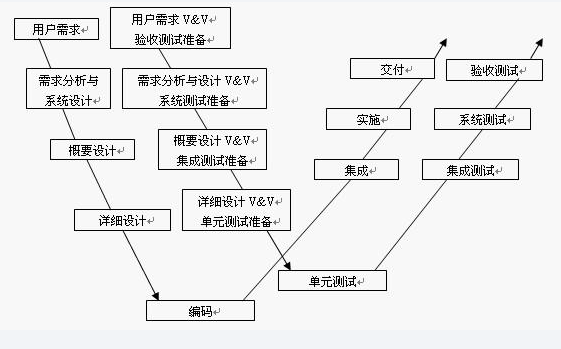 用户需求
用户需求 V&V
验收测试准备
需求分析与
系统设计
需求分析与设计 V&V
系统测试准备
交付
验收测试
概要设计
概要设计 V&V
集成测试准备
实施
系统测试
详细设计
详细设计 V&V
单元测试准备
集成
集成测试
编码
单元测试